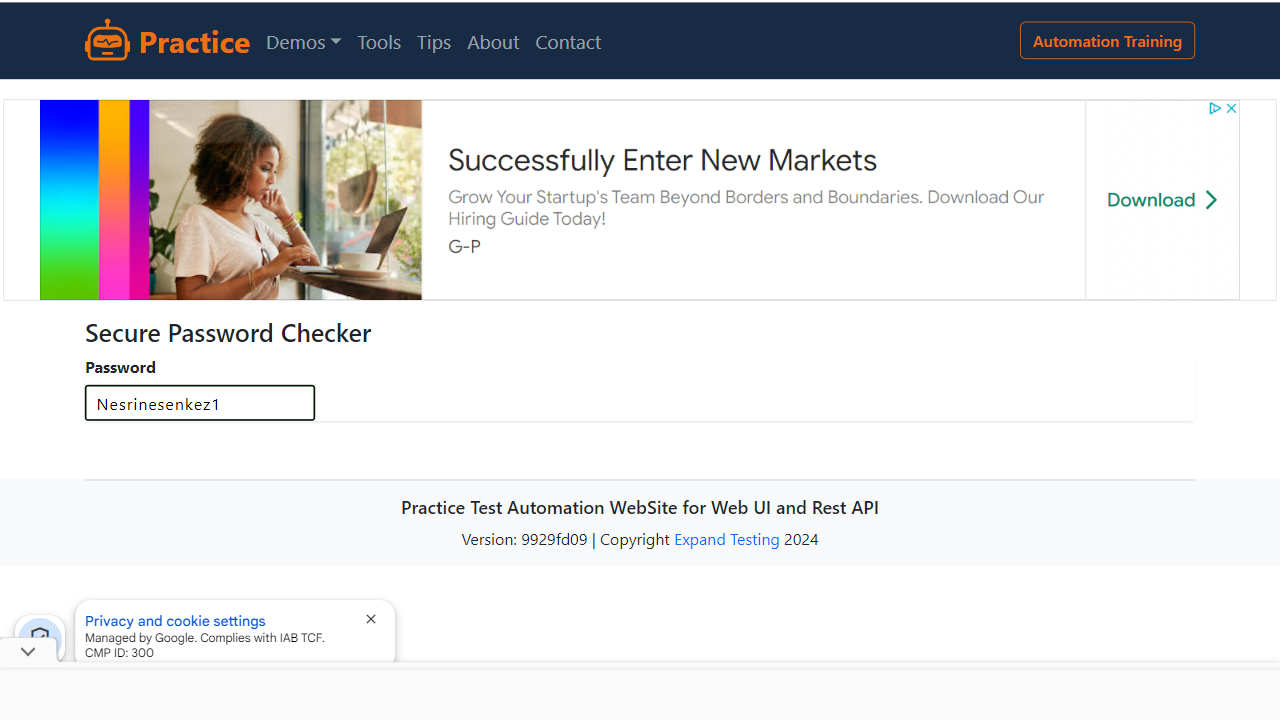 Practice Demos Tools Tips About Contact Automation Training
Successfully Enter New Markets
Grow Your Startup's Team Beyond Borders and Boundaries. Download Our
Hiring Guide Today!
G-P
Download
Secure Password Checker
Password
Nesrinesenkez1
Practice Test Automation WebSite for Web UI and Rest API
Version: 9929fd09 | Copyright Expand Testing 2024
Privacy and cookie settings
Managed by Google. Complies with IAB TCF.
CMP ID: 300